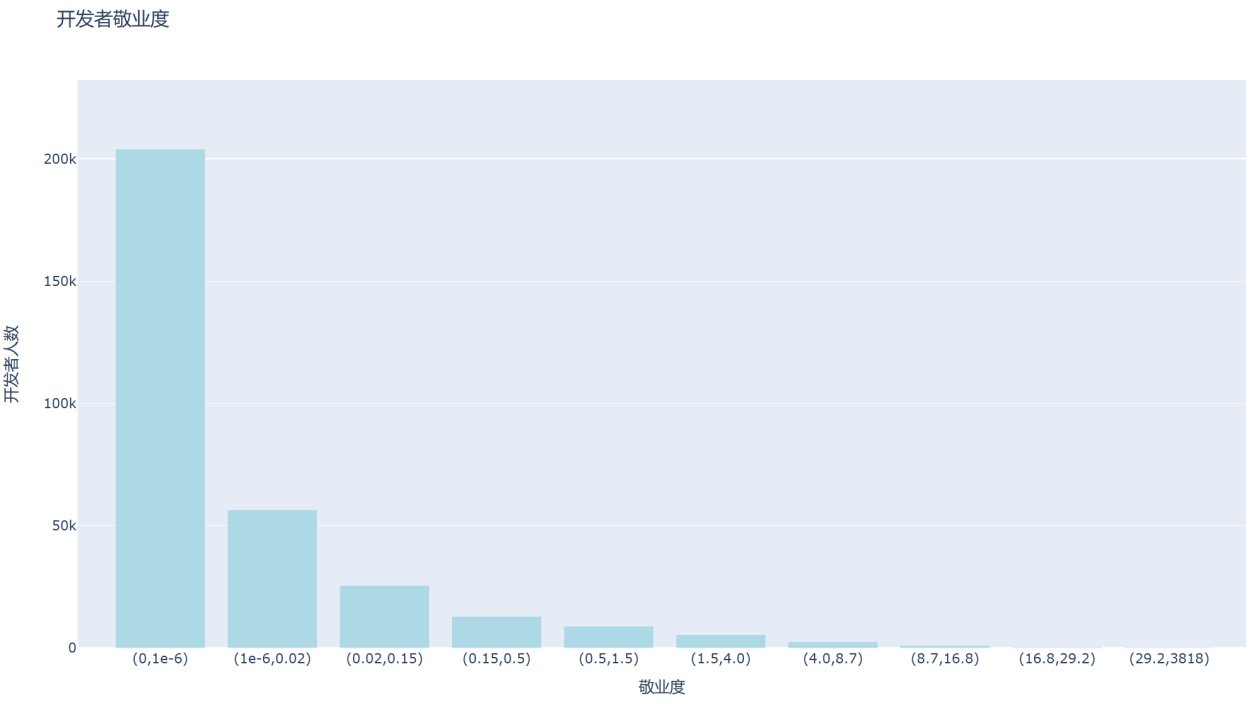 开发者敬业度
200k
150k
100k
50k
0
开发者人数
(0,1e-6)
(1e-6,0.02)
(0.02,0.15)
(0.15,0.5)
(0.5,1.5)
(1.5,4.0)
(4.0,8.7)
(8.7,16.8)
(16.8,29.2)
(29.2,3818)
敬业度